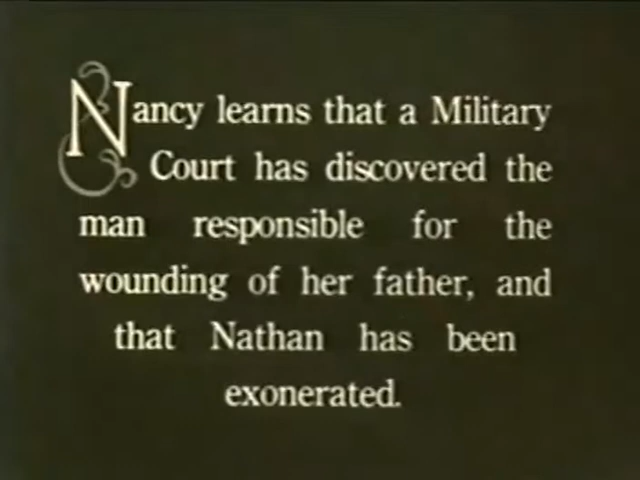 Nancy learns that a Military
Court has discovered the
man responsible for the
wounding of her father, and
that Nathan has been
exonerated.